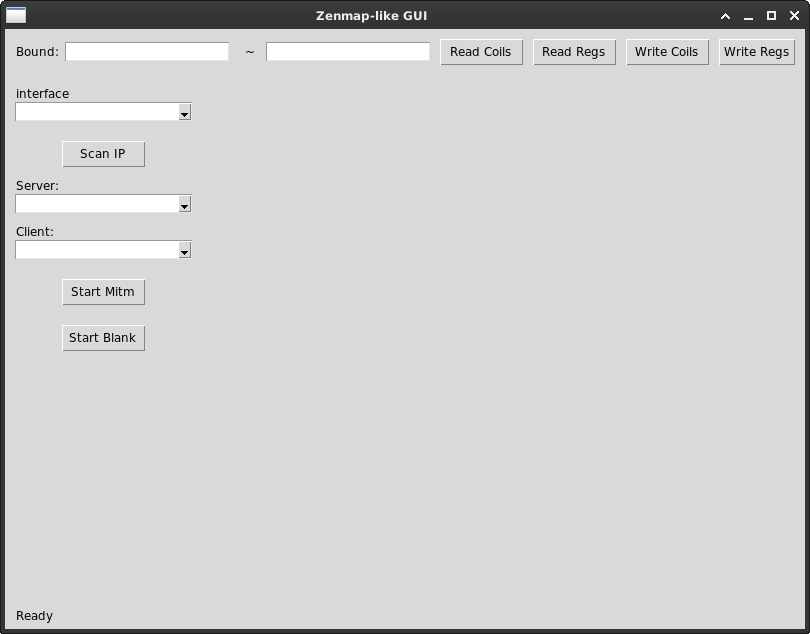 Zenmap-like GUI
Bound: ~ Read Coils Read Regs Write Coils Write Regs
interface
Scan IP
Server:
Client:
Start Mitm
Start Blank
Ready